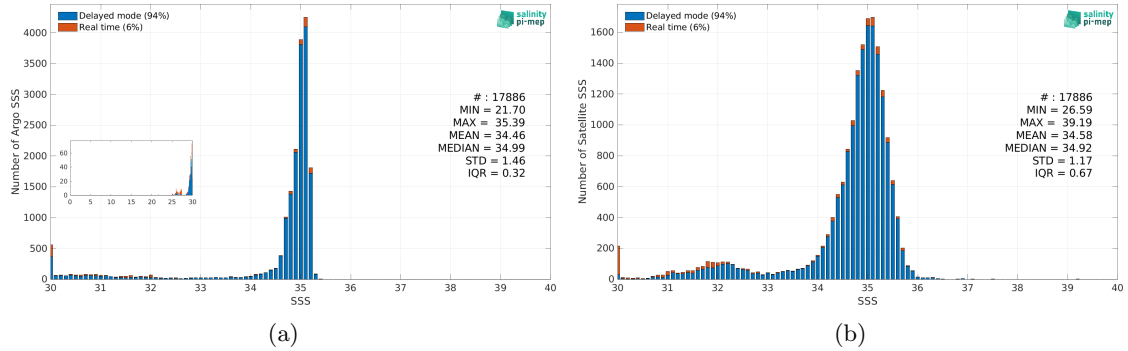 Delayed mode (94%)
Real time (6%)
salinity
pi-mep
Number of Argo SSS
4000
3500
3000
2500
2000
1500
1000
500
0
# : 17886
MIN = 21.70
MAX = 35.39
MEAN = 34.46
MEDIAN = 34.99
STD = 1.46
IQR = 0.32
60
40
20
0
0 5 10 15 20 25 30
30 31 32 33 34 35 36 37 38 39 40
SSS
(a)
Delayed mode (94%)
Real time (6%)
salinity
pi-mep
Number of Satellite SSS
1600
1400
1200
1000
800
600
400
200
0
# : 17886
MIN = 26.59
MAX = 39.19
MEAN = 34.58
MEDIAN = 34.92
STD = 1.17
IQR = 0.67
30 31 32 33 34 35 36 37 38 39 40
SSS
(b)